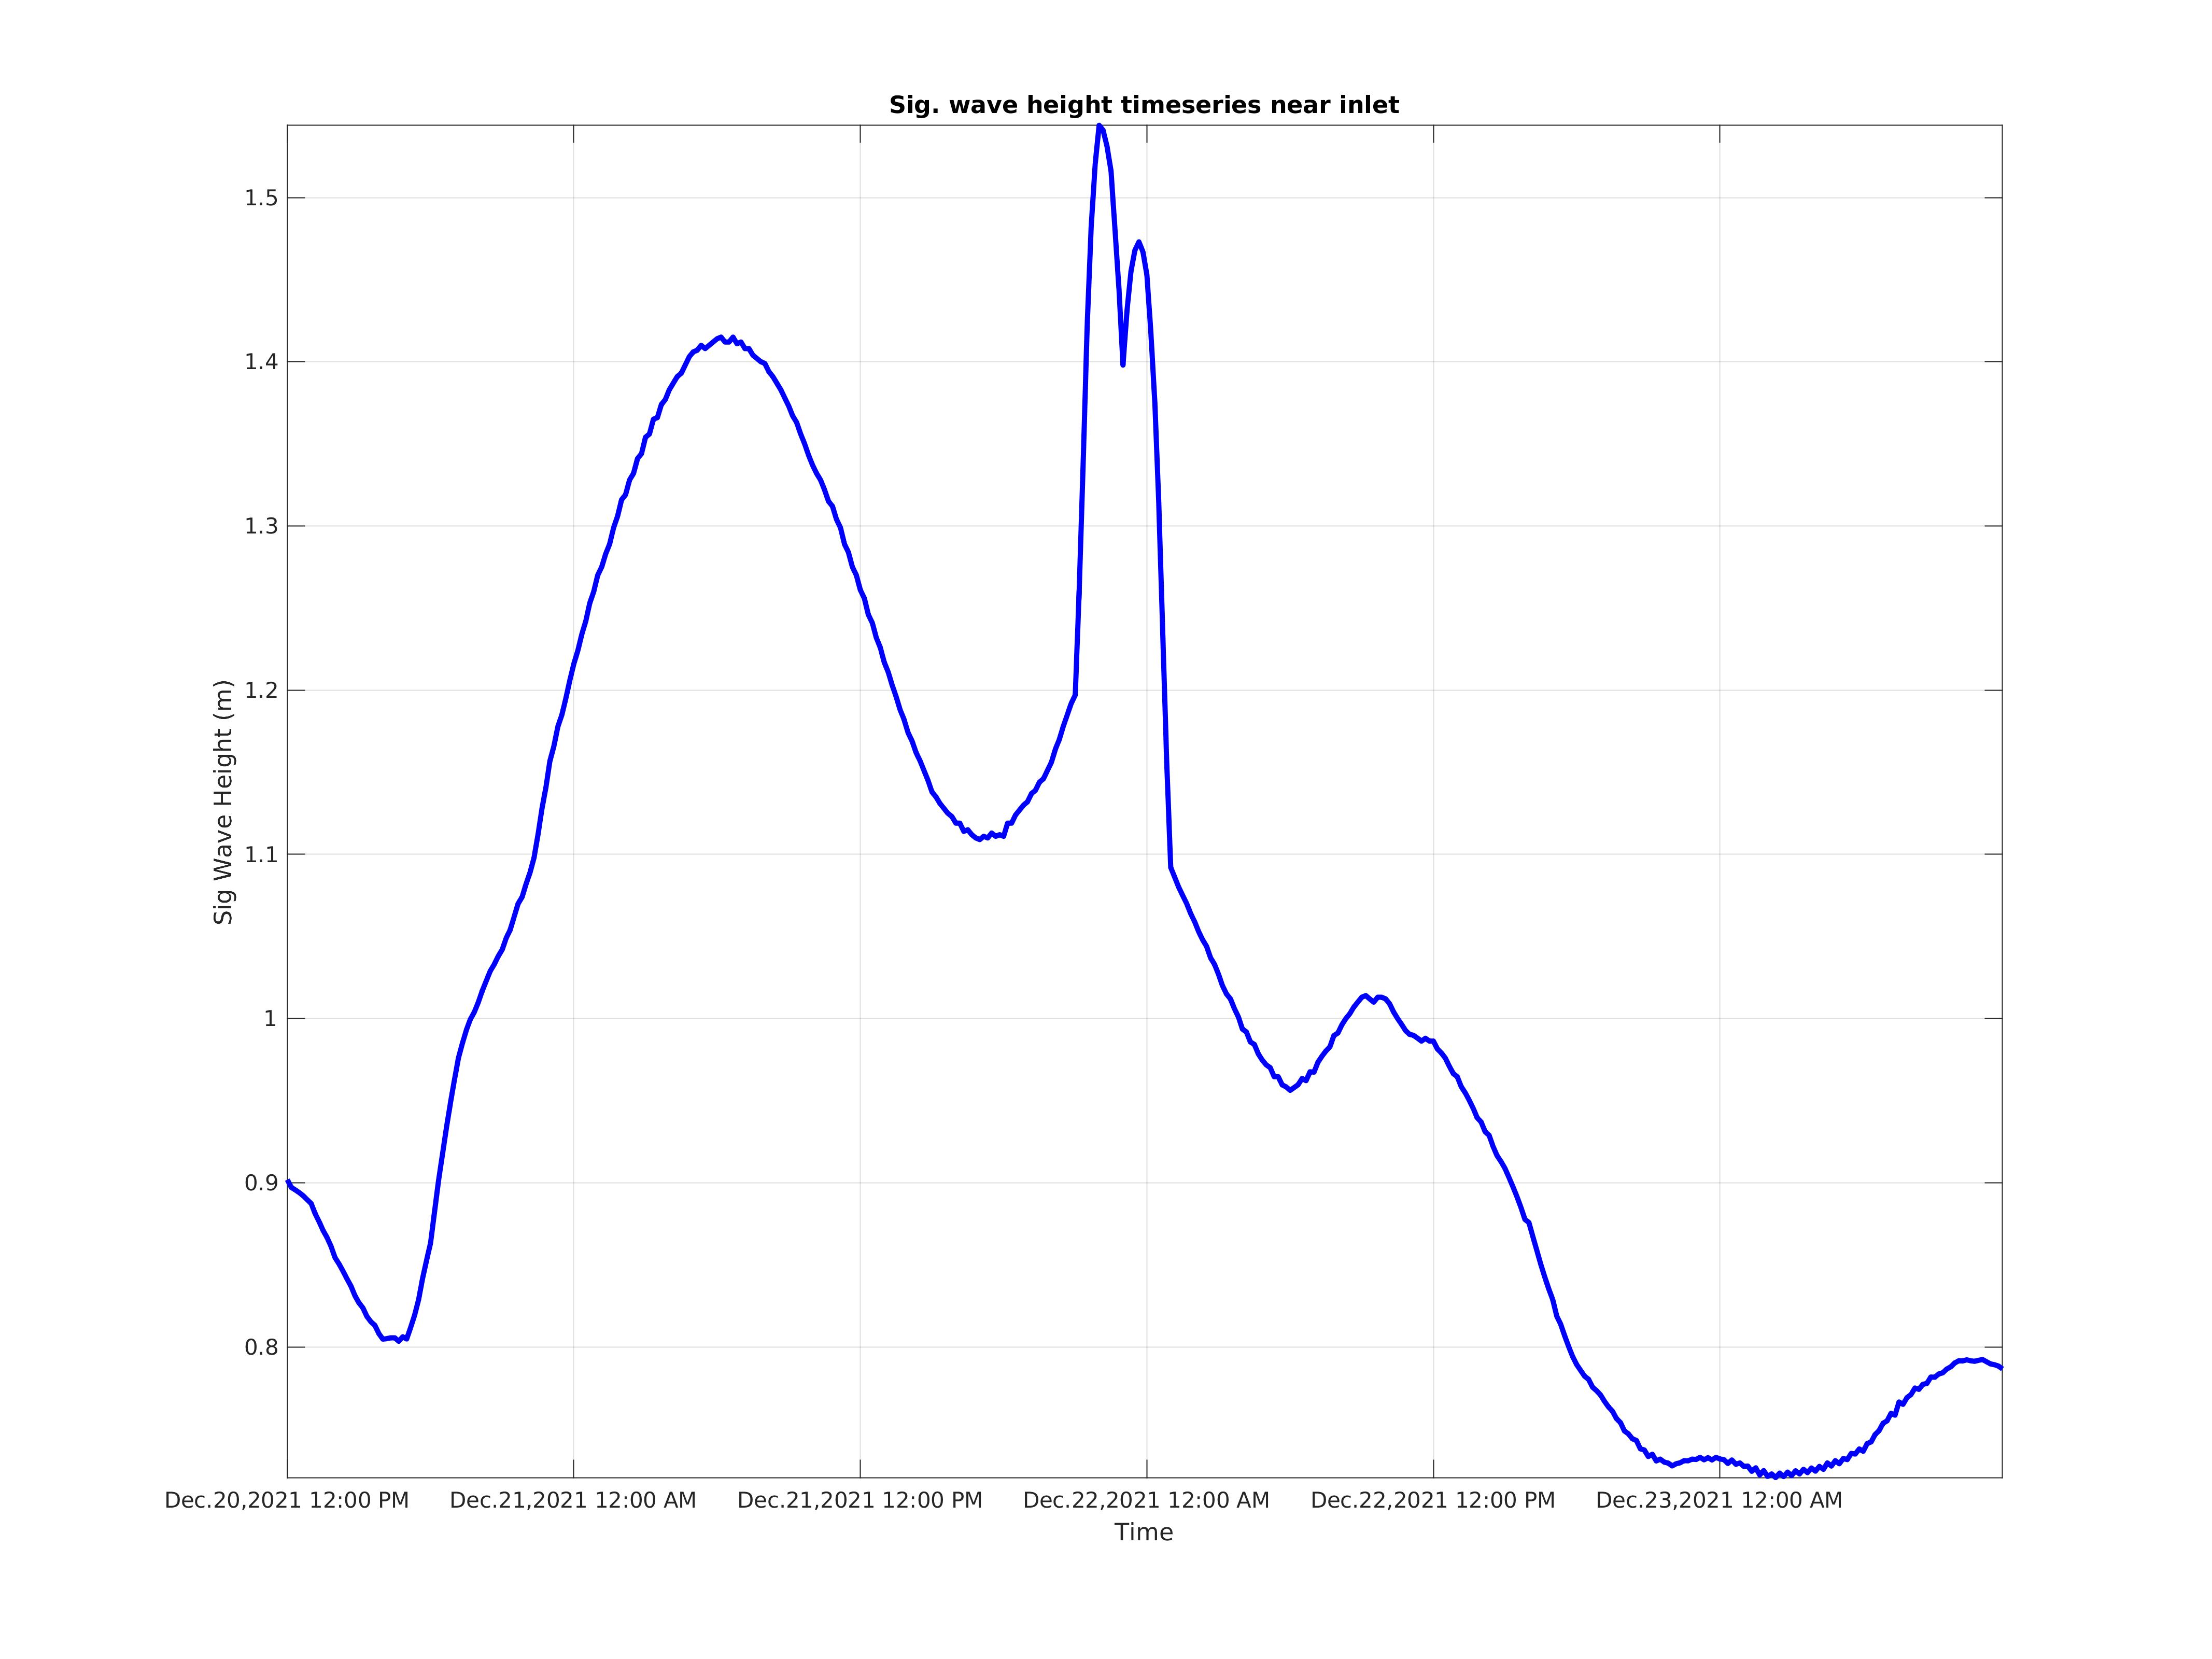 Sig. wave height timeseries near inlet
1.5
1.4
1.3
1.2
1.1
1
0.9
0.8
Sig Wave Height (m)
Dec.20,2021 12:00 PM
Dec.21,2021 12:00 AM
Dec.21,2021 12:00 PM
Dec.22,2021 12:00 AM
Dec.22,2021 12:00 PM
Dec.23,2021 12:00 AM
Time